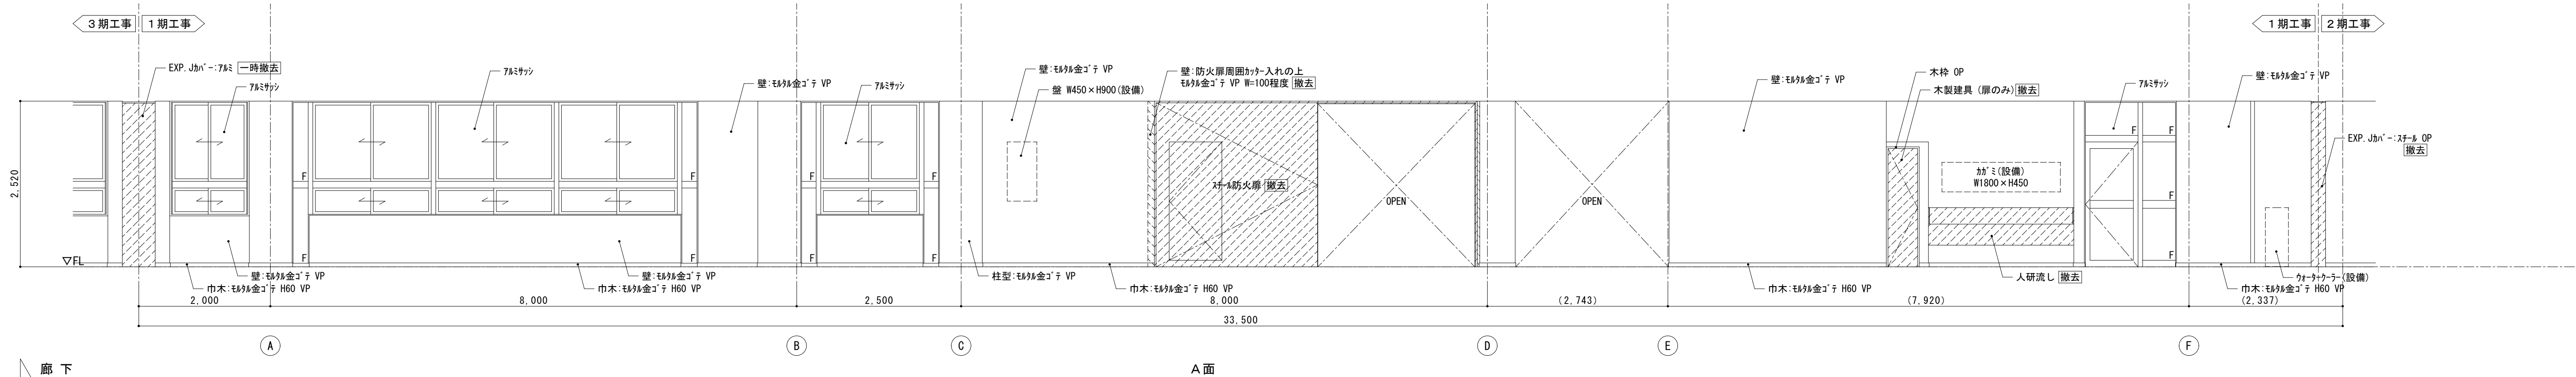 ３期工事 １期工事
１期工事 ２期工事
EXP.Jｶﾊﾞｰ:ｱﾙﾐ 一時撤去
ｱﾙﾐｻｯｼ
ｱﾙﾐｻｯｼ
壁:ﾓﾙﾀﾙ金ｺﾞﾃ VP
ｱﾙﾐｻｯｼ
壁:ﾓﾙﾀﾙ金ｺﾞﾃ VP
盤 W450×H900(設備)
壁:防火扉周囲ｶｯﾀｰ入れの上
ﾓﾙﾀﾙ金ｺﾞﾃ VP W=100程度 撤去
壁:ﾓﾙﾀﾙ金ｺﾞﾃ VP
木枠 OP
木製建具 (扉のみ) 撤去
ｱﾙﾐｻｯｼ
壁:ﾓﾙﾀﾙ金ｺﾞﾃ VP
EXP.Jｶﾊﾞｰ:ｽﾁｰﾙ OP
撤去
2,520
F
F
F
F
F
F
F
F
F
F
F
F
ｽﾁｰﾙ防火扉 撤去
OPEN
OPEN
ｶｶﾞﾐ(設備)
W1800×H450
▽FL
壁:ﾓﾙﾀﾙ金ｺﾞﾃ VP
巾木:ﾓﾙﾀﾙ金ｺﾞﾃ H60 VP
壁:ﾓﾙﾀﾙ金ｺﾞﾃ VP
巾木:ﾓﾙﾀﾙ金ｺﾞﾃ H60 VP
柱型:ﾓﾙﾀﾙ金ｺﾞﾃ VP
巾木:ﾓﾙﾀﾙ金ｺﾞﾃ H60 VP
巾木:ﾓﾙﾀﾙ金ｺﾞﾃ H60 VP
人研流し 撤去
ｳｫｰﾀｰｸｰﾗｰ(設備)
巾木:ﾓﾙﾀﾙ金ｺﾞﾃ H60 VP
2,000 8,000 2,500 8,000 (2,743) (7,920) (2,337)
33,500
A B C D E F
廊 下
Ａ面